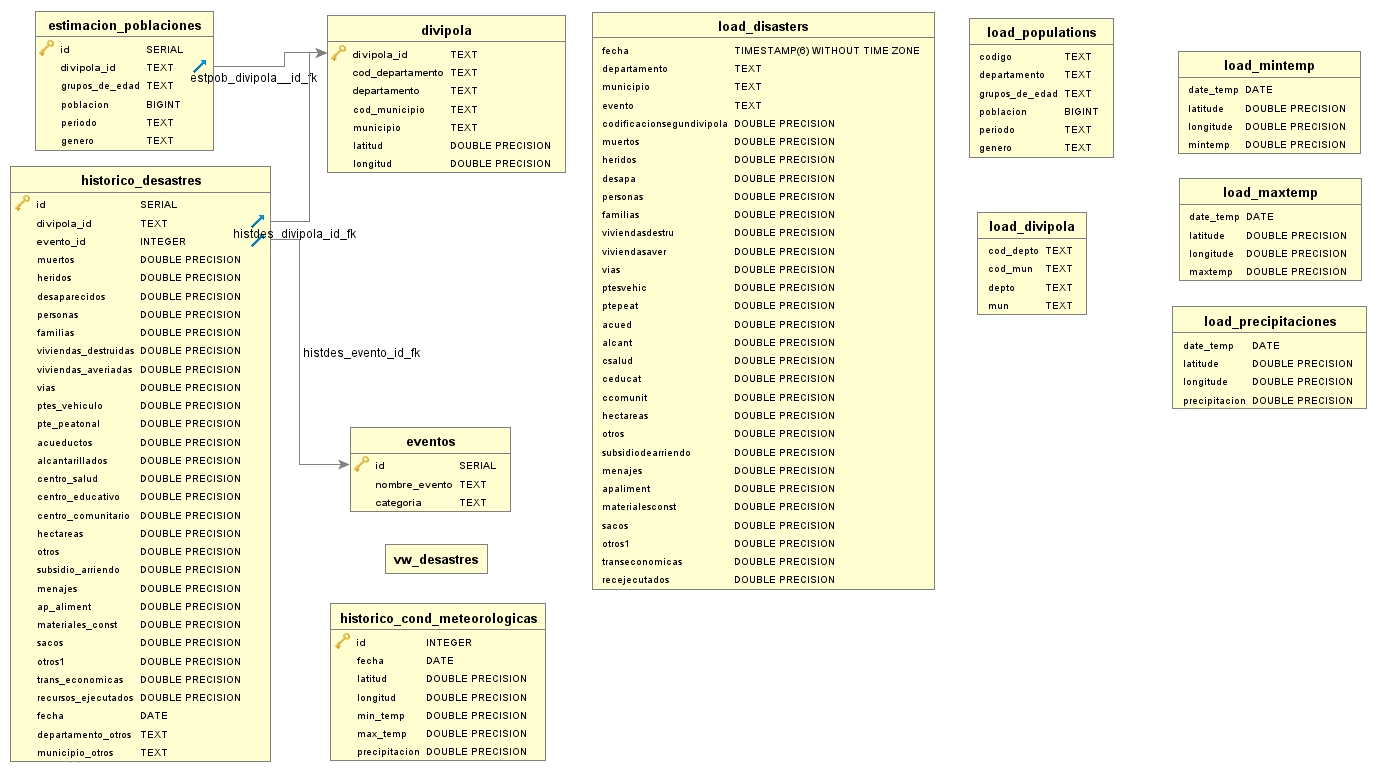 estimacion_poblaciones
id SERIAL
divipola_id TEXT
grupos_de_edad TEXT
poblacion BIGINT
periodo TEXT
genero TEXT
estpob_divipola__id_fk
divipola
divipola_id TEXT
cod_departamento TEXT
departamento TEXT
cod_municipio TEXT
municipio TEXT
latitud DOUBLE PRECISION
longitud DOUBLE PRECISION
historico_desastres
id SERIAL
divipola_id TEXT
evento_id INTEGER
muertos DOUBLE PRECISION
heridos DOUBLE PRECISION
desaparecidos DOUBLE PRECISION
personas DOUBLE PRECISION
familias DOUBLE PRECISION
viviendas_destruidas DOUBLE PRECISION
viviendas_averiadas DOUBLE PRECISION
vias DOUBLE PRECISION
ptes_vehiculo DOUBLE PRECISION
pte_peatonal DOUBLE PRECISION
acueductos DOUBLE PRECISION
alcantarillados DOUBLE PRECISION
centro_salud DOUBLE PRECISION
centro_educativo DOUBLE PRECISION
centro_comunitario DOUBLE PRECISION
hectareas DOUBLE PRECISION
otros DOUBLE PRECISION
subsidio_arriendo DOUBLE PRECISION
menajes DOUBLE PRECISION
ap_aliment DOUBLE PRECISION
materiales_const DOUBLE PRECISION
sacos DOUBLE PRECISION
otros1 DOUBLE PRECISION
trans_economicas DOUBLE PRECISION
recursos_ejecutados DOUBLE PRECISION
fecha DATE
departamento_otros TEXT
municipio_otros TEXT
histdes_divipola_id_fk
histdes_evento_id_fk
eventos
id SERIAL
nombre_evento TEXT
categoria TEXT
vw_desastres
historico_cond_meteorologicas
id INTEGER
fecha DATE
latitud DOUBLE PRECISION
longitud DOUBLE PRECISION
min_temp DOUBLE PRECISION
max_temp DOUBLE PRECISION
precipitacion DOUBLE PRECISION
load_disasters
fecha TIMESTAMP(6) WITHOUT TIME ZONE
departamento TEXT
municipio TEXT
evento TEXT
codificacionsegundivipola DOUBLE PRECISION
muertos DOUBLE PRECISION
heridos DOUBLE PRECISION
desapa DOUBLE PRECISION
personas DOUBLE PRECISION
familias DOUBLE PRECISION
viviendasdestru DOUBLE PRECISION
viviendasaver DOUBLE PRECISION
vias DOUBLE PRECISION
ptesvehic DOUBLE PRECISION
ptepeat DOUBLE PRECISION
acued DOUBLE PRECISION
alcant DOUBLE PRECISION
csalud DOUBLE PRECISION
ceducat DOUBLE PRECISION
ccomunit DOUBLE PRECISION
hectareas DOUBLE PRECISION
otros DOUBLE PRECISION
subsidiodearriendo DOUBLE PRECISION
menajes DOUBLE PRECISION
apaliment DOUBLE PRECISION
materialesconst DOUBLE PRECISION
sacos DOUBLE PRECISION
otros1 DOUBLE PRECISION
transeconomicas DOUBLE PRECISION
recejecutados DOUBLE PRECISION
load_populations
codigo TEXT
departamento TEXT
grupos_de_edad TEXT
poblacion BIGINT
periodo TEXT
genero TEXT
load_divipola
cod_depto TEXT
cod_mun TEXT
depto TEXT
mun TEXT
load_mintemp
date_temp DATE
latitude DOUBLE PRECISION
longitude DOUBLE PRECISION
mintemp DOUBLE PRECISION
load_maxtemp
date_temp DATE
latitude DOUBLE PRECISION
longitude DOUBLE PRECISION
maxtemp DOUBLE PRECISION
load_precipitaciones
date_temp DATE
latitude DOUBLE PRECISION
longitude DOUBLE PRECISION
precipitacion DOUBLE PRECISION